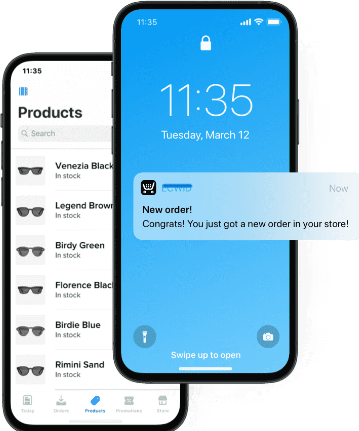 11:35
Products
Search
Venezia Black
In stock
Legend Brown
In stock
Birdy Green
In stock
Florence Black
In stock
Birdie Blue
In stock
Rimini Sand
In stock
Today
Orders
Products
Promotions
Store
11:35
11:35
Tuesday, March 12
Now
New order!
Congrats! You just got a new order in your store!
Swipe up to open